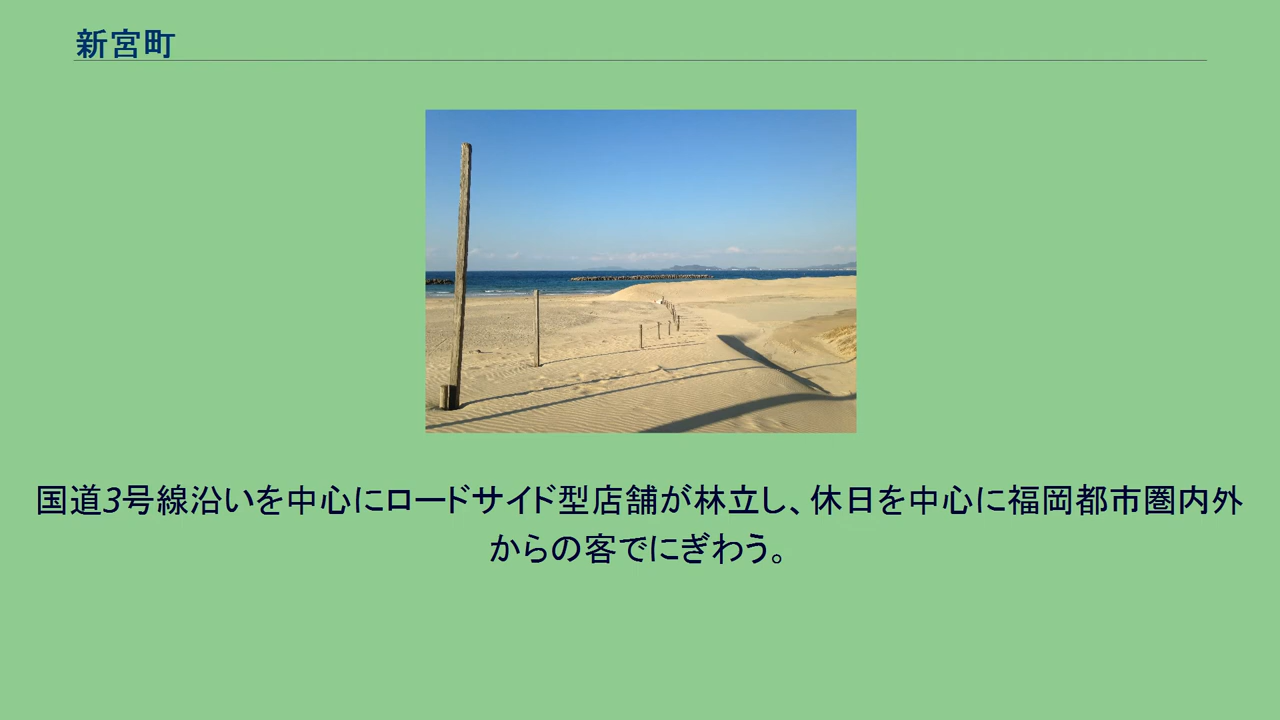 新宮町
国道3号線沿いを中心にロードサイド型店舗が林立し、休日を中心に福岡都市圏内外
からの客でにぎわう。